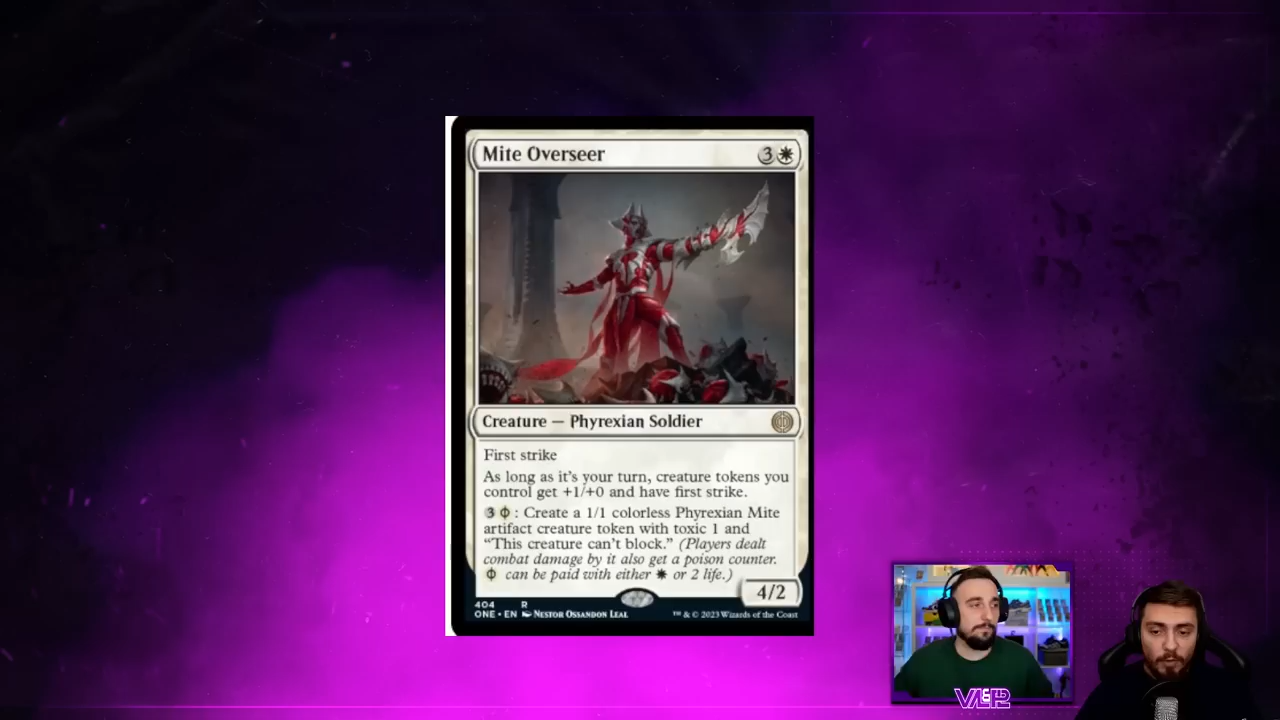 Mite Overseer 3
Creature — Phyrexian Soldier
First strike
As long as it's your turn, creature tokens you
control get +1/+0 and have first strike.
3 : Create a 1/1 colorless Phyrexian Mite
artifact creature token with toxic 1 and
“This creature can't block.” (Players dealt
combat damage by it also get a poison counter.
can be paid with either or 2 life.)
4/2
404 R
ONE • EN Nestor Ossandon Leal ™ & © 2023 Wizards of the Coast